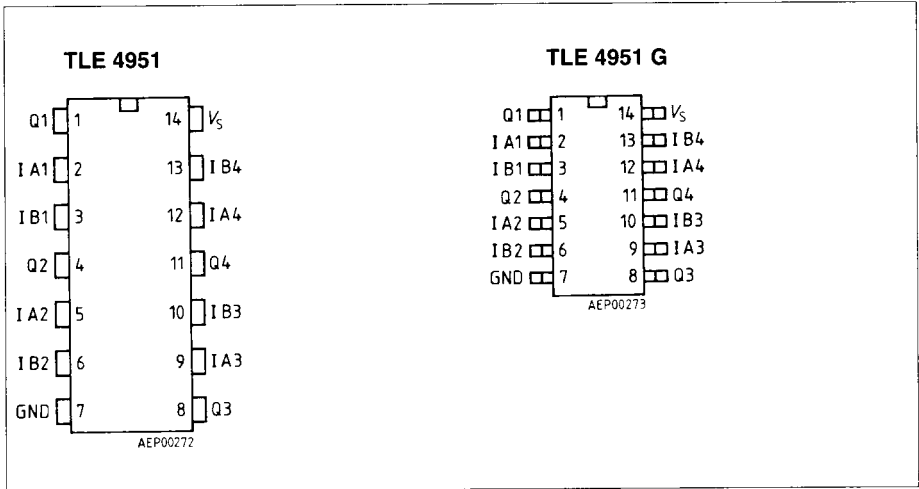 TLE 4951
Q1 1 14 VS
IA1 2 13 IB4
IB1 3 12 IA4
Q2 4 11 Q4
IA2 5 10 IB3
IB2 6 9 IA3
GND 7 8 Q3
AEP00272
TLE 4951 G
Q1 1 14 VS
IA1 2 13 IB4
IB1 3 12 IA4
Q2 4 11 Q4
IA2 5 10 IB3
IB2 6 9 IA3
GND 7 8 Q3
AEP00273